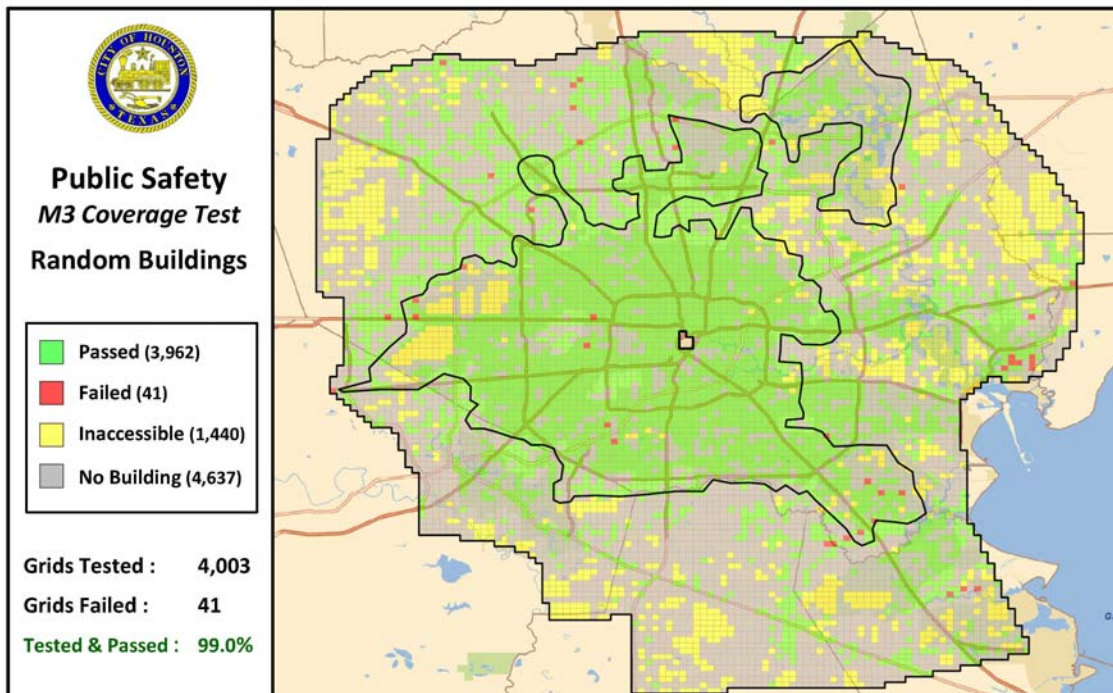 CITY OF HOUSTON
TEXAS
Public Safety
M3 Coverage Test
Random Buildings
Passed (3,962)
Failed (41)
Inaccessible (1,440)
No Building (4,637)
Grids Tested : 4,003
Grids Failed : 41
Tested & Passed : 99.0%
G